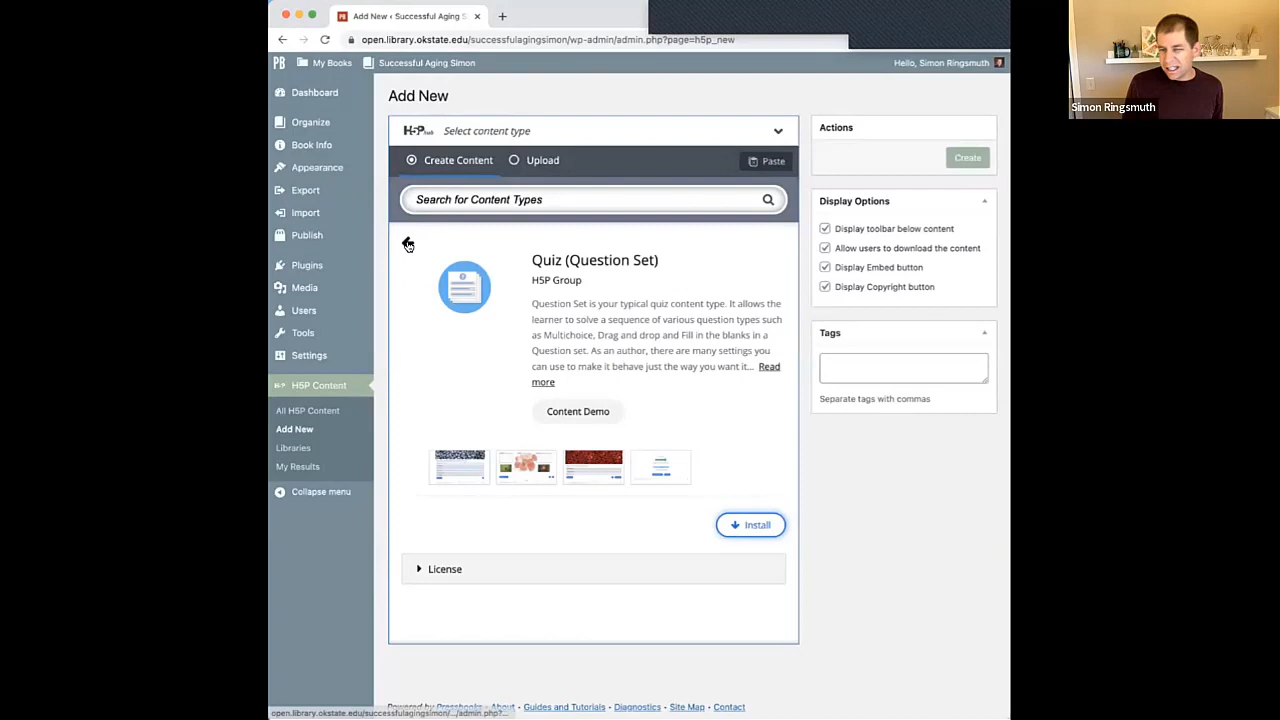 Add New ‹ Successful Aging S
open.library.okstate.edu/successfulagingsimon/wp-admin/admin.php?page=h5p_new
PB My Books Successful Aging Simon Hello, Simon Ringsmuth
Simon Ringsmuth
Dashboard
Organize
Book Info
Appearance
Export
Import
Publish
Plugins
Media
Users
Tools
Settings
H5P H5P Content
All H5P Content
Add New
Libraries
My Results
Collapse menu
Add New
H5P hub Select content type
Create Content Upload Paste
Search for Content Types
Quiz (Question Set)
H5P Group
Question Set is your typical quiz content type. It allows the
learner to solve a sequence of various question types such
as Multichoice, Drag and drop and Fill in the blanks in a
Question set. As an author, there are many settings you
can use to make it behave just the way you want it... Read
more
Content Demo
Install
License
Actions
Create
Display Options
Display toolbar below content
Allow users to download the content
Display Embed button
Display Copyright button
Tags
Separate tags with commas
Powered by Pressbooks About Guides and Tutorials Diagnostics Site Map Contact
open.library.okstate.edu/successfulagingsimon/.../admin.php?...